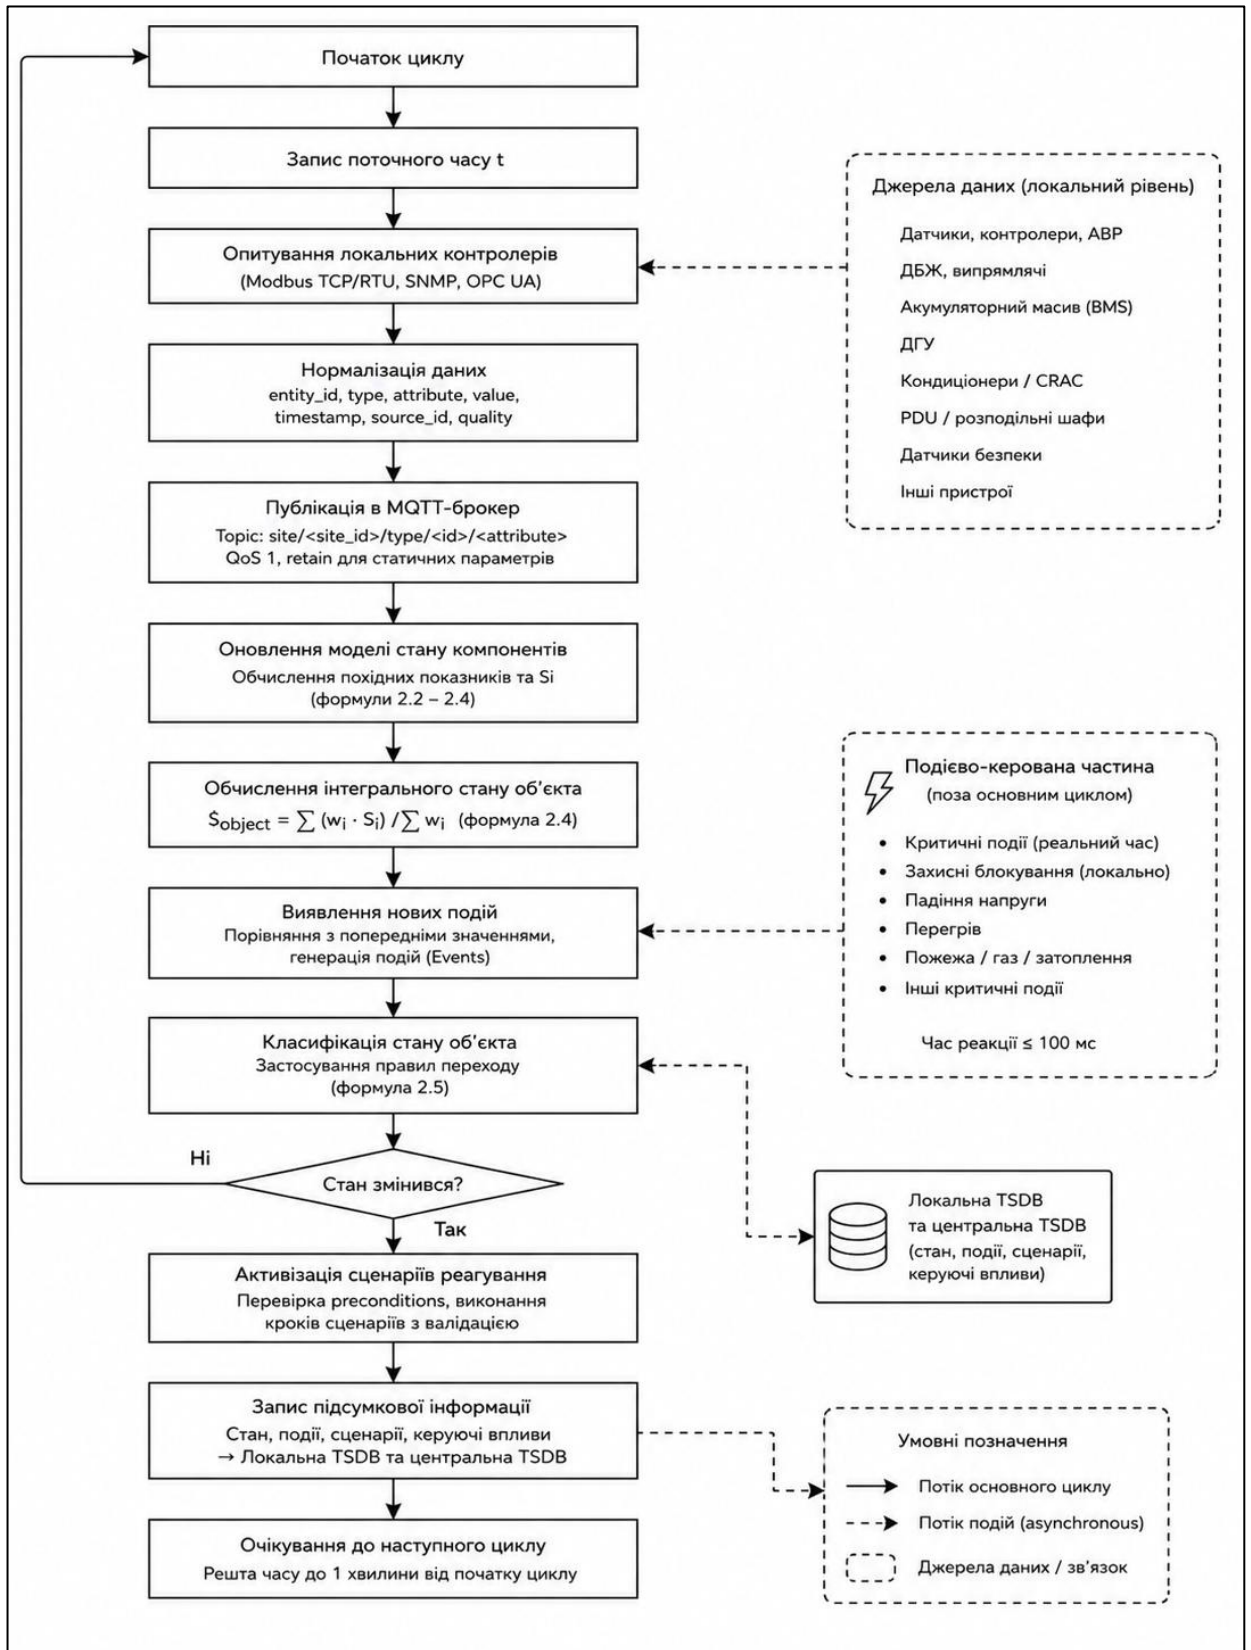 Початок циклу
Запис поточного часу t
Опитування локальних контролерів
(Modbus TCP/RTU, SNMP, OPC UA)
Нормалізація даних
entity_id, type, attribute, value,
timestamp, source_id, quality
Публікація в MQTT-брокер
Topic: site/<site_id>/type/<id>/<attribute>
QoS 1, retain для статичних параметрів
Оновлення моделі стану компонентів
Обчислення похідних показників та Si
(формули 2.2 – 2.4)
Обчислення інтегрального стану об’єкта
$object = ∑ (wi · Si) / ∑ wi (формула 2.4)
Виявлення нових подій
Порівняння з попередніми значеннями,
генерація подій (Events)
Класифікація стану об’єкта
Застосування правил переходу
(формула 2.5)
Ні
Стан змінився?
Так
Активізація сценаріїв реагування
Перевірка preconditions, виконання
кроків сценаріїв з валідацією
Запис підсумкової інформації
Стан, події, сценарії, керуючі впливи
→ Локальна TSDB та центральна TSDB
Очікування до наступного циклу
Решта часу до 1 хвилини від початку циклу
Джерела даних (локальний рівень)
Датчики, контролери, АВР
ДБЖ, випрямлячі
Акумуляторний масив (BMS)
ДГУ
Кондиціонери / CRAC
PDU / розподільні шафи
Датчики безпеки
Інші пристрої
Подієво-керована частина
(поза основним циклом)
• Критичні події (реальний час)
• Захисні блокування (локально)
• Падіння напруги
• Перегрів
• Пожежа / газ / затоплення
• Інші критичні події
Час реакції ≤ 100 мс
Локальна TSDB
та центральна TSDB
(стан, події, сценарії,
керуючі впливи)
Умовні позначення
Потік основного циклу
Потік подій (asynchronous)
Джерела даних / зв’язок